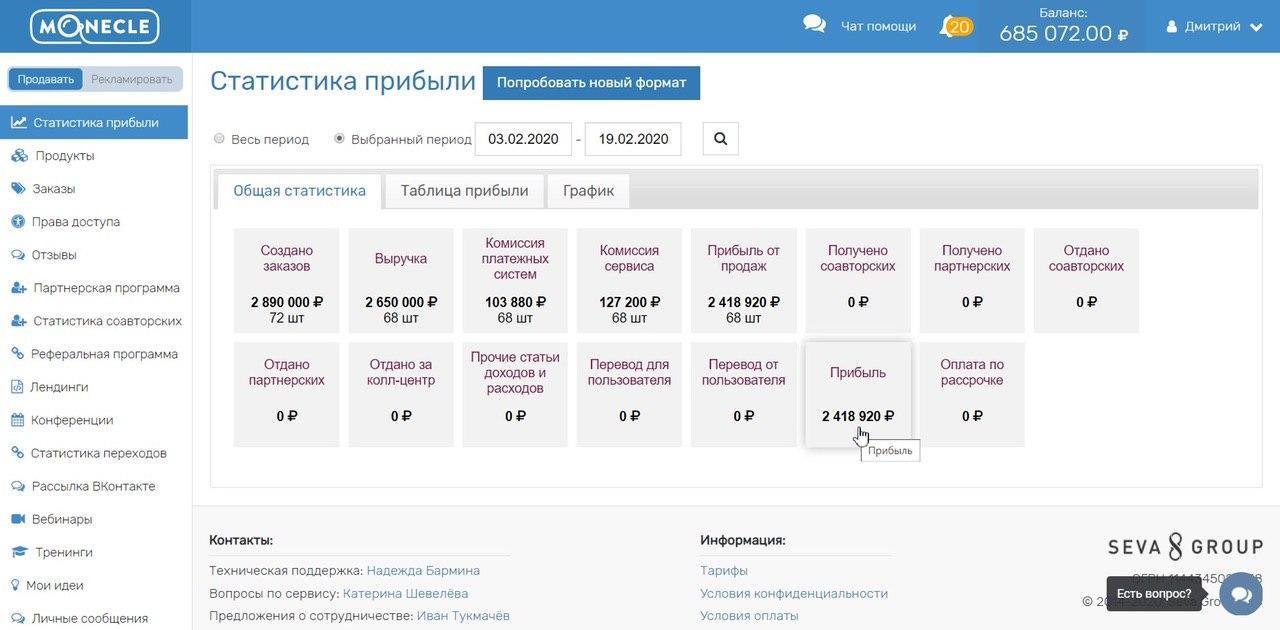 MONECLE
Чат помощи
20
Баланс:
685 072.00 ₽
Дмитрий
Продавать
Рекламировать
Статистика прибыли
Продукты
Заказы
Права доступа
Отзывы
Партнерская программа
Статистика соавторских
Реферальная программа
Лендинги
Конференции
Статистика переходов
Рассылка ВКонтакте
Вебинары
Тренинги
Мои идеи
Личные сообщения
Статистика прибыли
Попробовать новый формат
Весь период
Выбранный период
03.02.2020 - 19.02.2020
Общая статистика
Таблица прибыли
График
Создано
заказов
2 890 000 ₽
72 шт
Выручка
2 650 000 ₽
68 шт
Комиссия
платежных
систем
103 880 ₽
68 шт
Комиссия
сервиса
127 200 ₽
68 шт
Прибыль от
продаж
2 418 920 ₽
68 шт
Получено
соавторских
0 ₽
Получено
партнерских
0 ₽
Отдано
соавторских
0 ₽
Отдано
партнерских
0 ₽
Отдано за
колл-центр
0 ₽
Прочие статьи
доходов и
расходов
0 ₽
Перевод для
пользователя
0 ₽
Перевод от
пользователя
0 ₽
Прибыль
2 418 920 ₽
Прибыль
Оплата по
рассрочке
0 ₽
Контакты:
Техническая поддержка: Надежда Бармина
Вопросы по сервису: Катерина Шевелёва
Предложения о сотрудничестве: Иван Тукмачёв
Информация:
Тарифы
Условия конфиденциальности
Условия оплаты
SEVA GROUP
Есть вопрос?